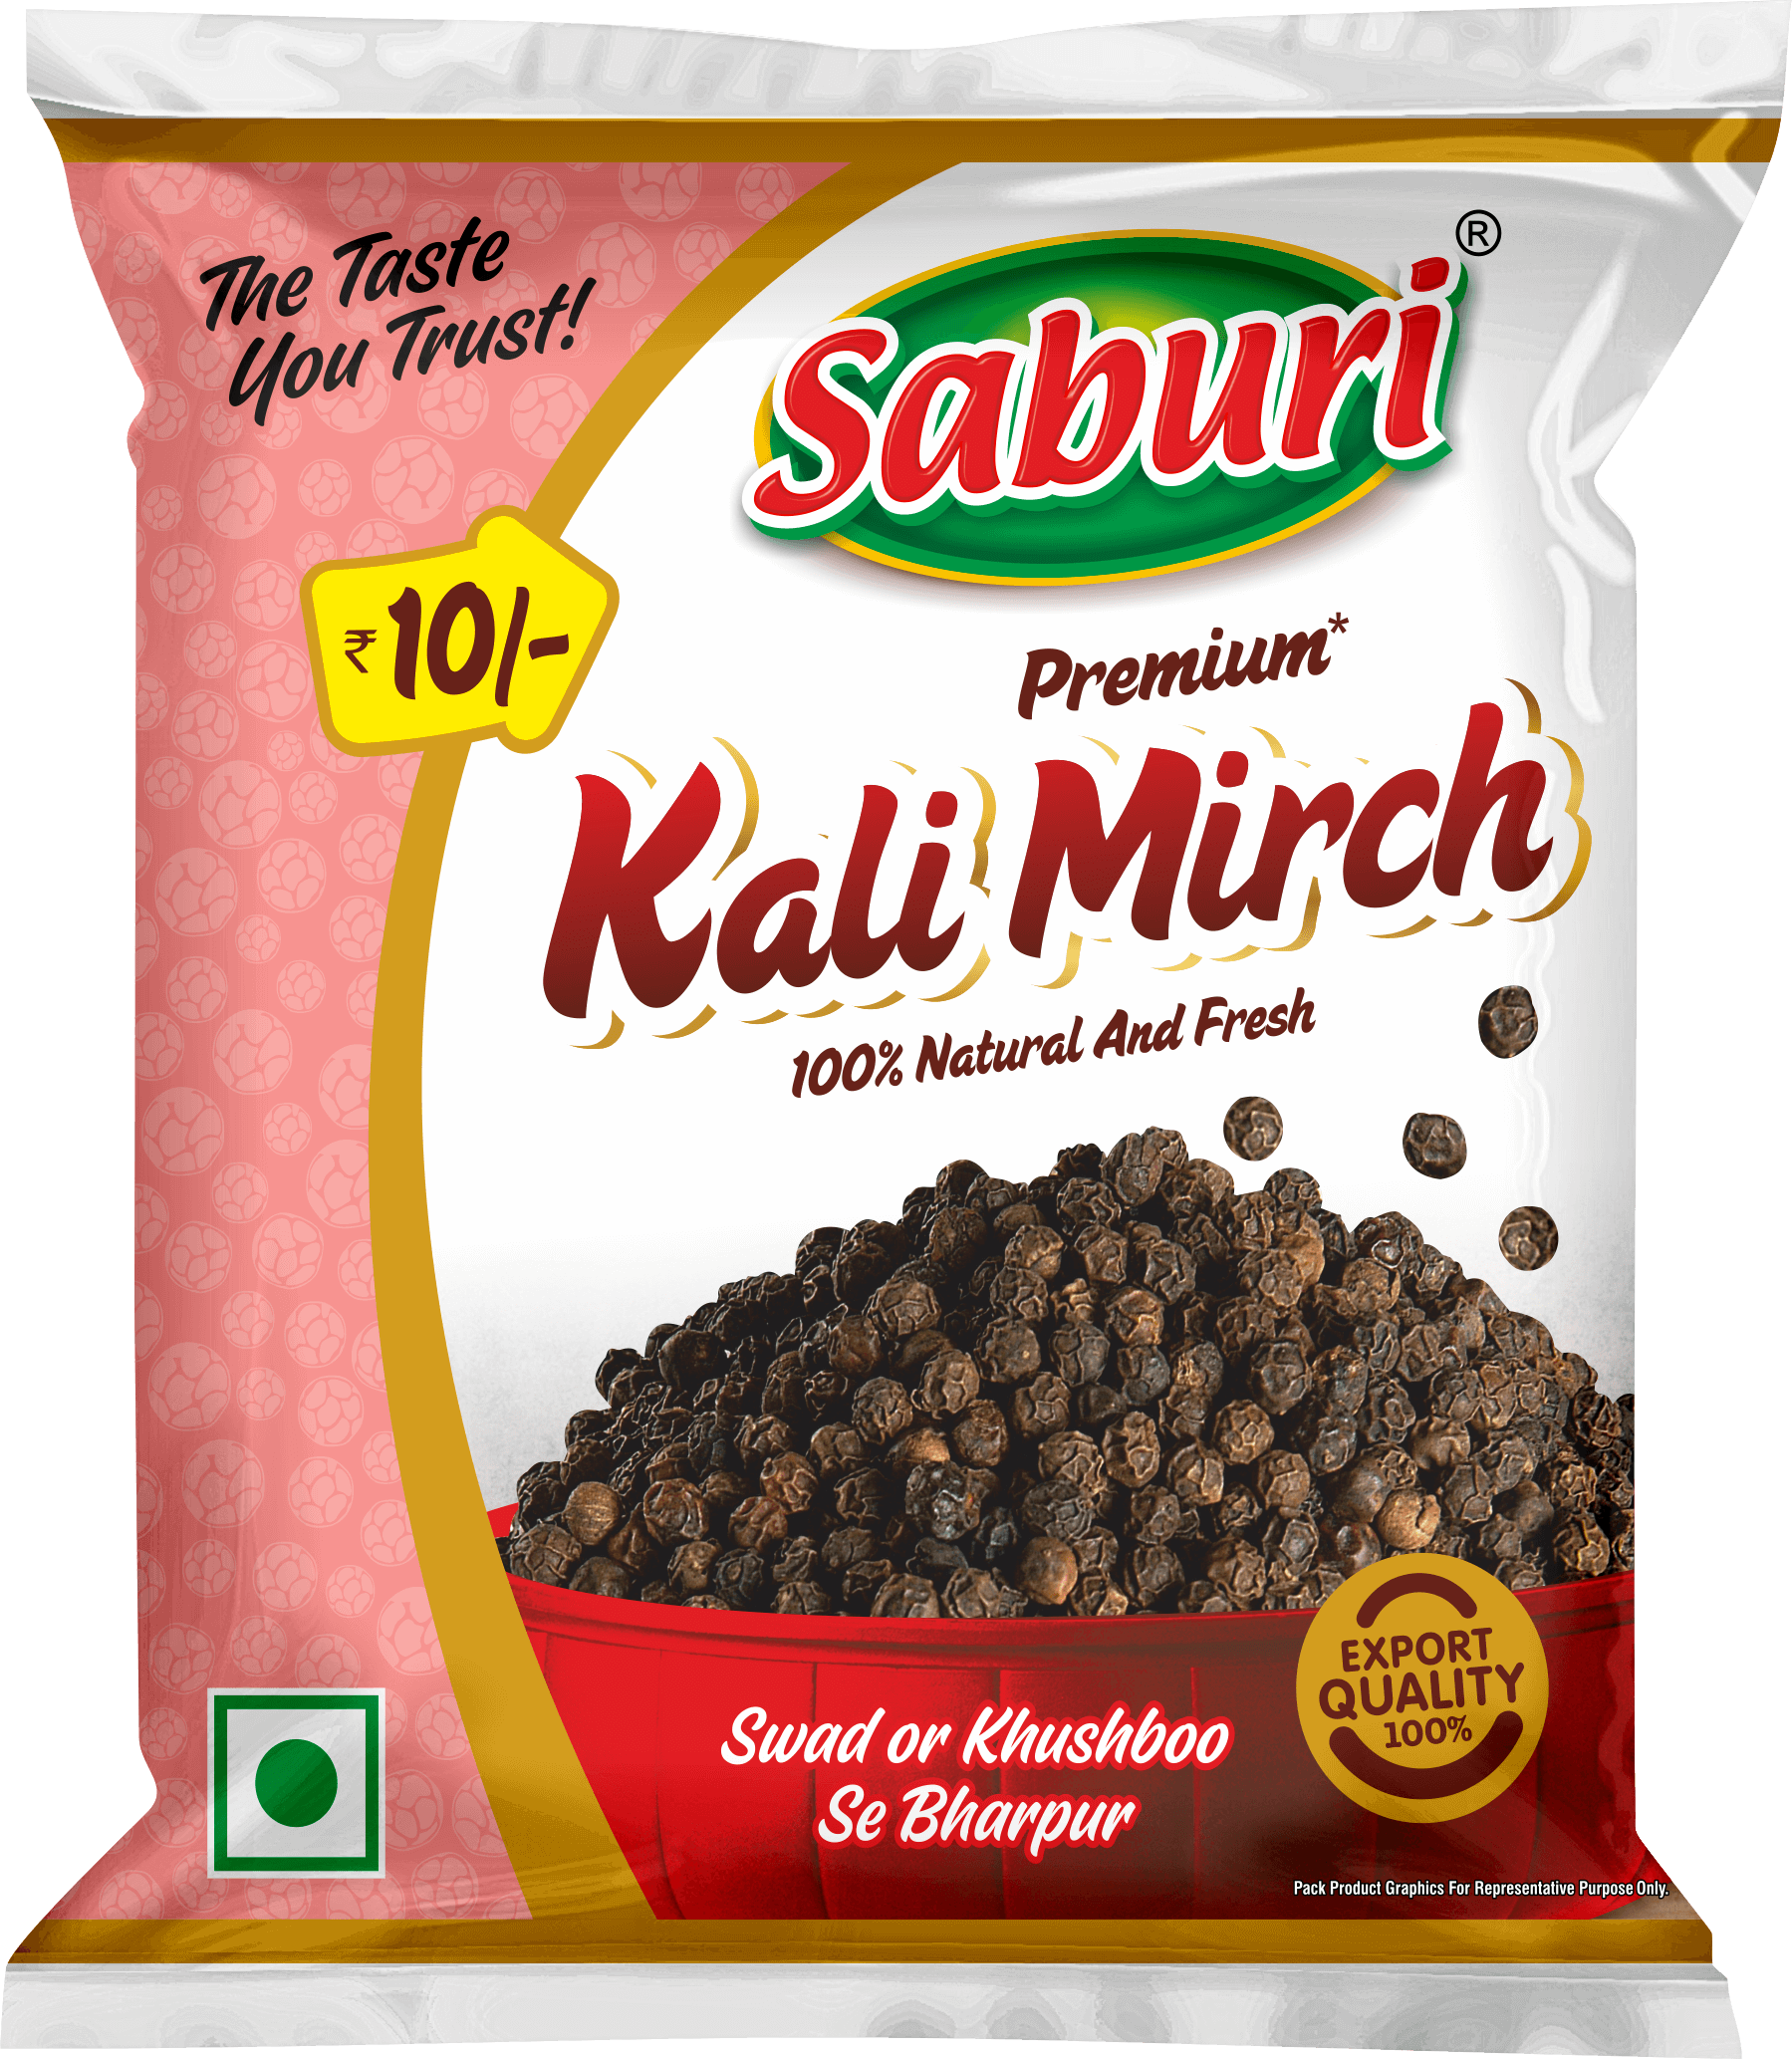 The Taste
You Trust!
Saburi®
₹10/-
Premium*
Kali Mirch
100% Natural And Fresh
EXPORT
QUALITY
100%
Swad or Khushboo
Se Bharpur
Pack Product Graphics For Representative Purpose Only.